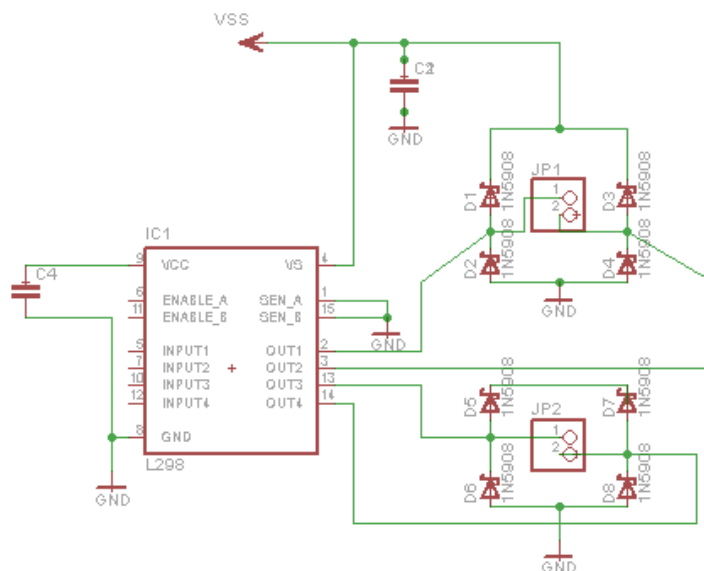 VSS
GND
JP1
1
2
D1
1N5908
D3
1N5908
D2
1N5908
D4
1N5908
GND
IC1
C4
9 VCC
VS 4
6 ENABLE_A
SEN_A 1
11 ENABLE_B
SEN_B 15
GND
5 INPUT1
OUT1 2
7 INPUT2
OUT2 3
10 INPUT3
OUT3 13
12 INPUT4
OUT4 14
8 GND
L298
GND
D5
1N5908
D7
1N5908
JP2
1
2
D6
1N5908
D8
1N5908
GND